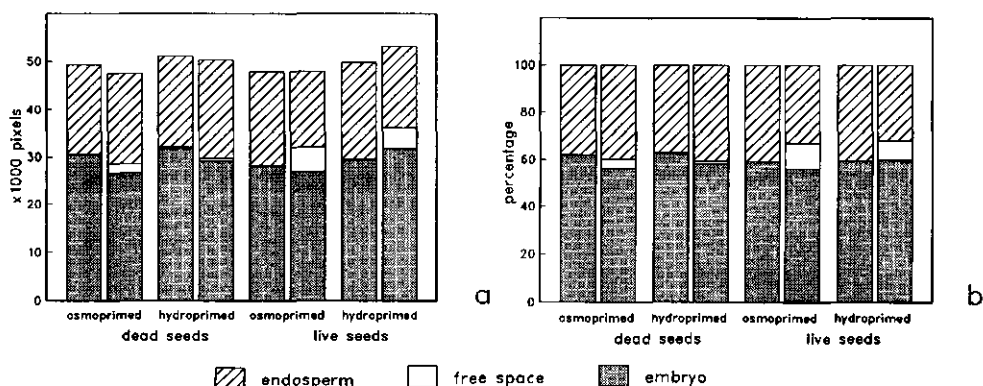 x1000 pixels
50
40
30
20
10
0
osmoprimed hydroprimed osmoprimed hydroprimed
dead seeds live seeds
a
percentage
100
80
60
40
20
0
osmoprimed hydroprimed osmoprimed hydroprimed
dead seeds live seeds
b
endosperm free space embryo